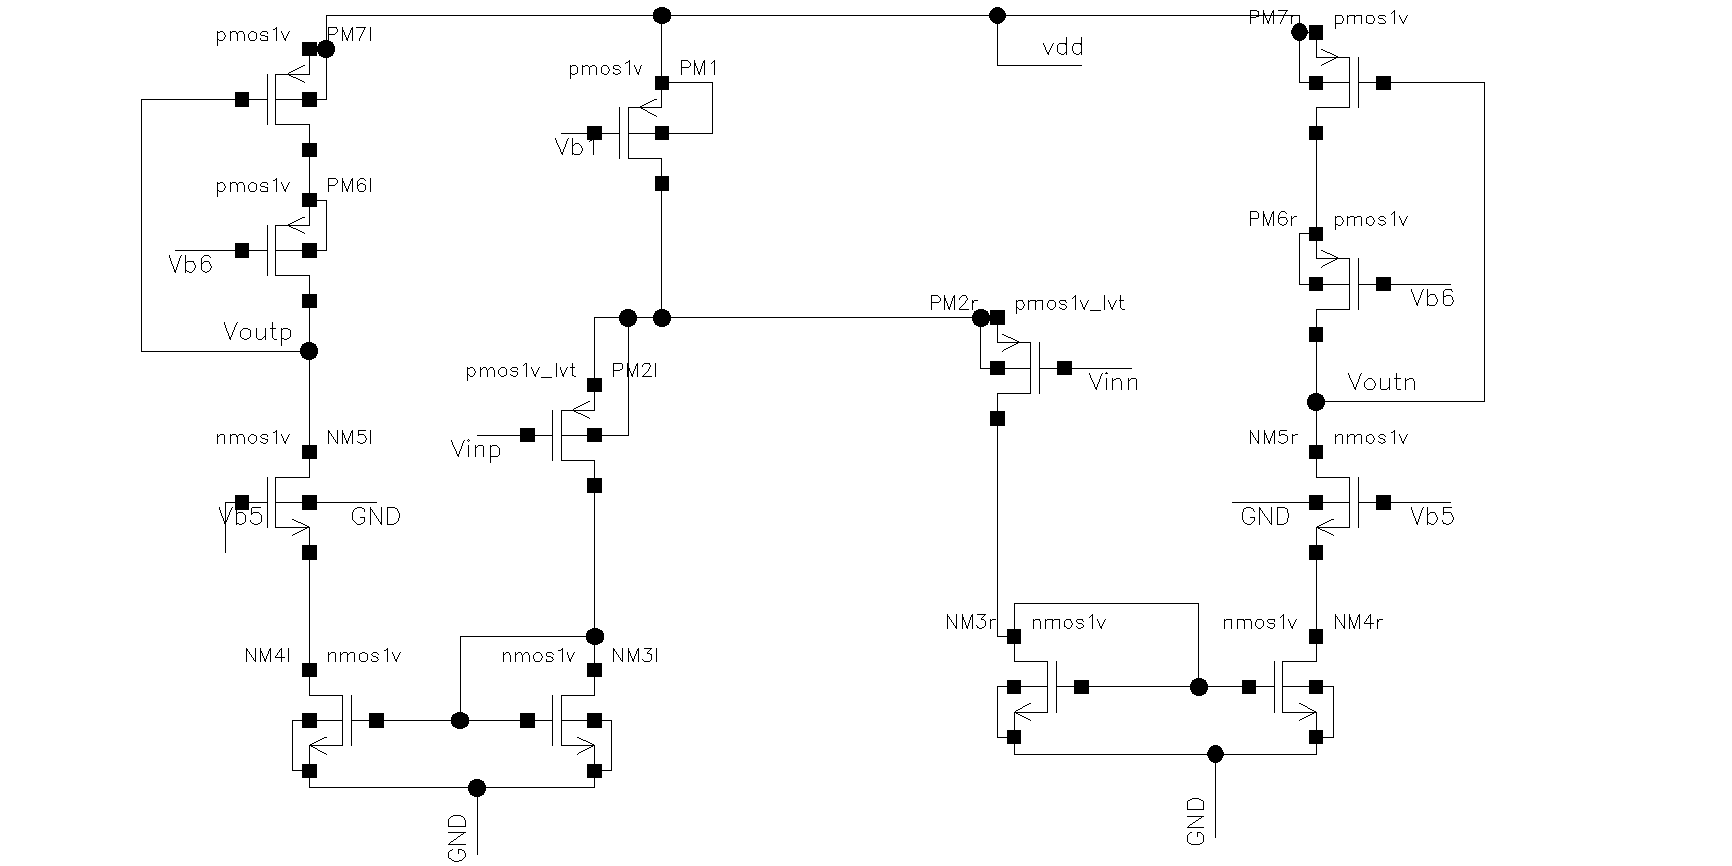 PM7r pmos1v
pmos1v PM7l
vdd
pmos1v PM1
Vb1
pmos1v PM6l
PM6r pmos1v
Vb6
Vb6
PM2r pmos1v_lvt
Voutp
pmos1v_lvt PM2l
Vinn
Voutn
nmos1v NM5l
Vinp
NM5r nmos1v
Vb5 GND
GND Vb5
NM3r nmos1v
nmos1v NM4r
NM4l nmos1v
nmos1v NM3l
GND
GND